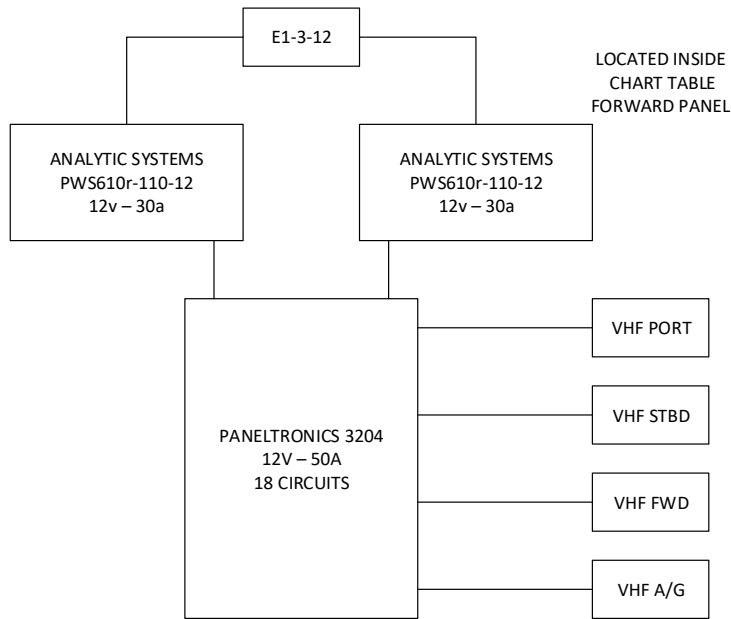 E1-3-12
LOCATED INSIDE
CHART TABLE
FORWARD PANEL
ANALYTIC SYSTEMS
PWS610r-110-12
12v – 30a
ANALYTIC SYSTEMS
PWS610r-110-12
12v – 30a
PANELTRONICS 3204
12V – 50A
18 CIRCUITS
VHF PORT
VHF STBD
VHF FWD
VHF A/G